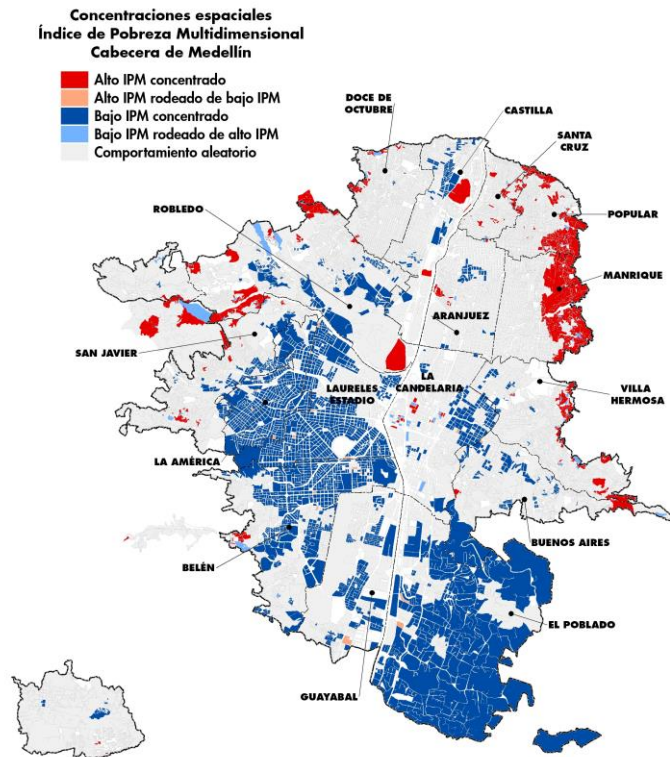 Concentraciones espaciales
Índice de Pobreza Multidimensional
Cabecera de Medellín
Alto IPM concentrado
Alto IPM rodeado de bajo IPM
Bajo IPM concentrado
Bajo IPM rodeado de alto IPM
Comportamiento aleatorio
DOCE DE
OCTUBRE
CASTILLA
SANTA
CRUZ
ROBLEDO
POPULAR
MANRIQUE
ARANJUEZ
SAN JAVIER
LAURELES
ESTADIO
LA
CANDELARIA
VILLA
HERMOSA
LA AMÉRICA
BUENOS AIRES
BELÉN
EL POBLADO
GUAYABAL